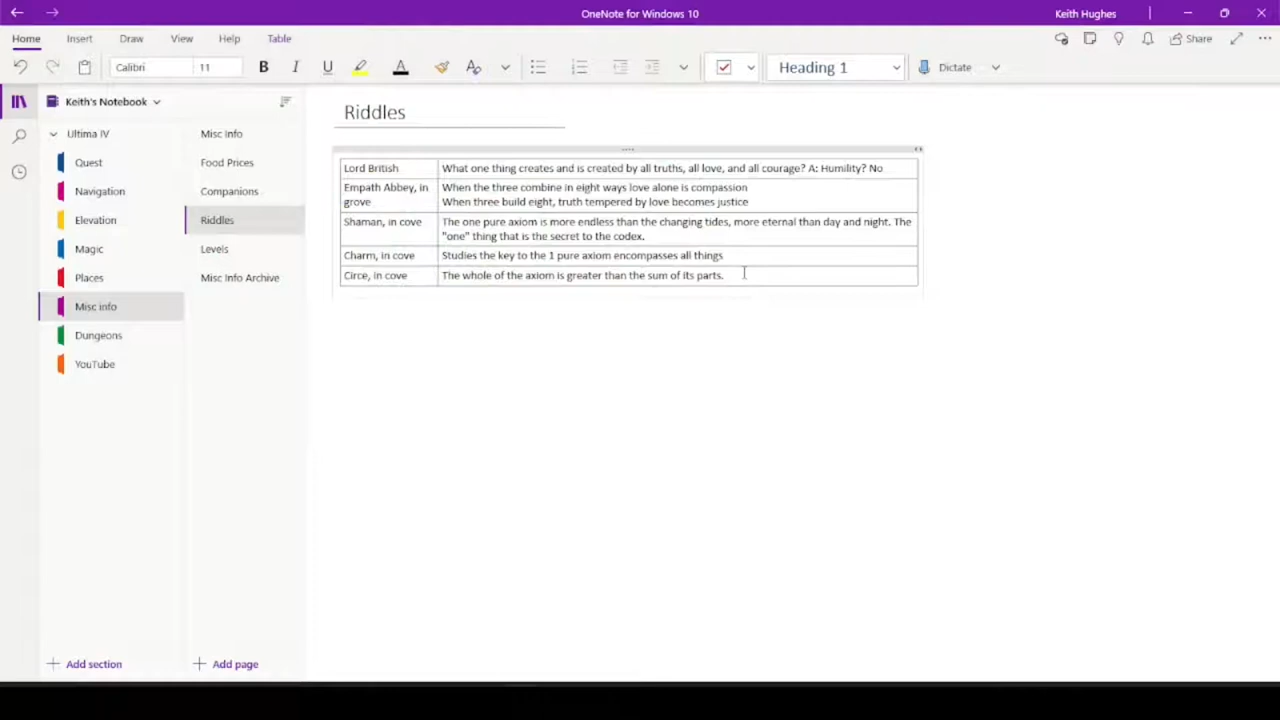 OneNote for Windows 10
Keith Hughes
Home Insert Draw View Help Table
Share
Calibri 11 B I U A Heading 1 Dictate
Keith's Notebook
Ultima IV
Quest
Navigation
Elevation
Magic
Places
Misc info
Dungeons
YouTube
Add section
Misc Info
Food Prices
Companions
Riddles
Levels
Misc Info Archive
Add page
Riddles
Lord British What one thing creates and is created by all truths, all love, and all courage? A: Humility? No
Empath Abbey, in When the three combine in eight ways love alone is compassion
grove When three build eight, truth tempered by love becomes justice
Shaman, in cove The one pure axiom is more endless than the changing tides, more eternal than day and night. The
"one" thing that is the secret to the codex.
Charm, in cove Studies the key to the 1 pure axiom encompasses all things
Circe, in cove The whole of the axiom is greater than the sum of its parts.